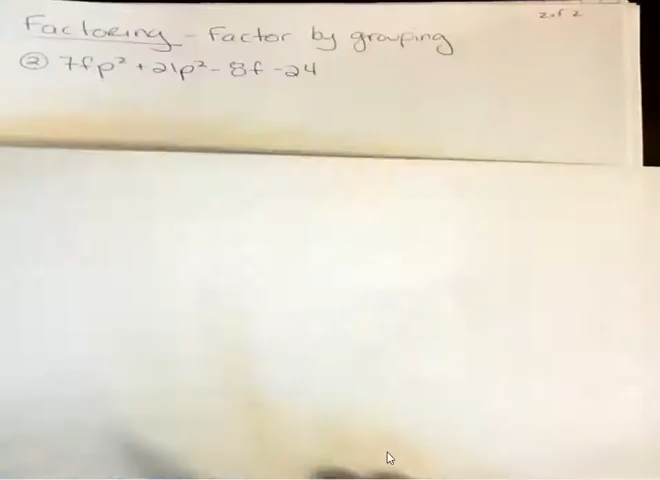 2 of 2
Factoring - Factor by grouping
② 7fp² + 21p² - 8f - 24